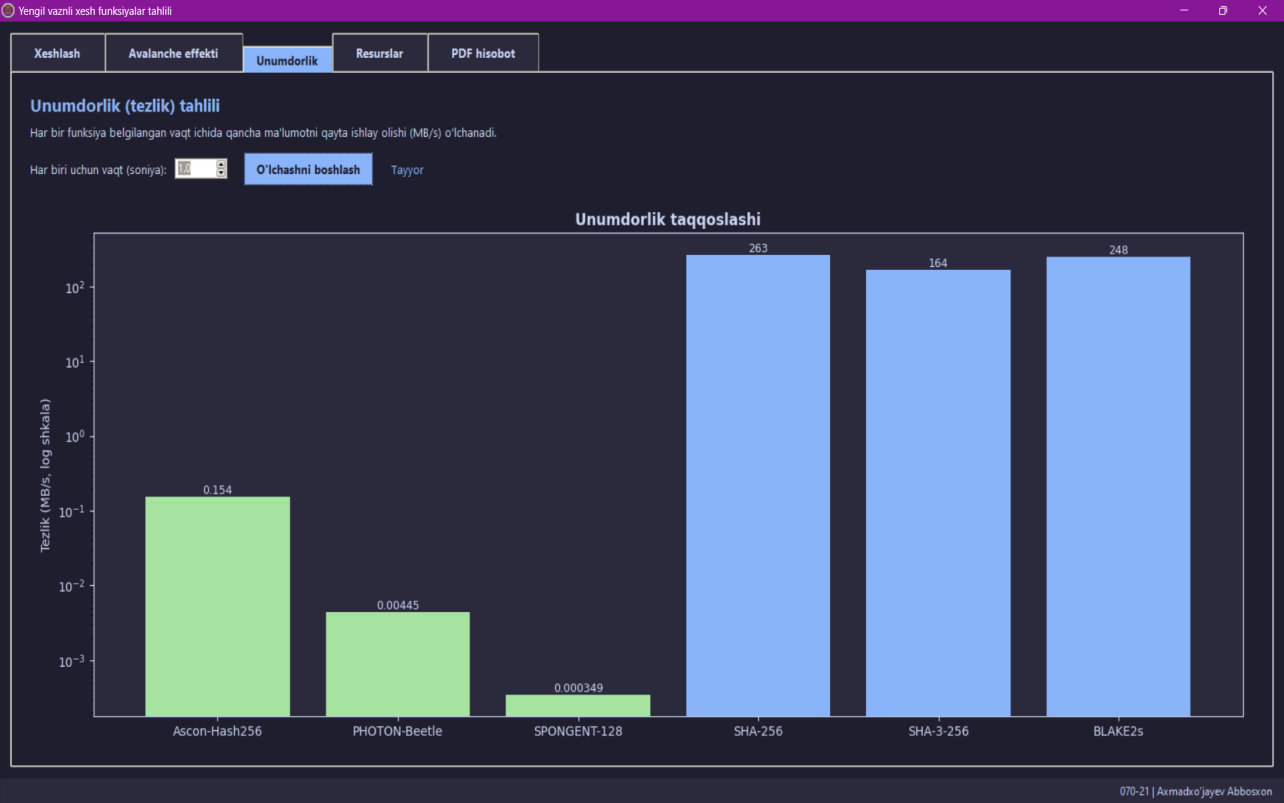 Yengil vaznli xesh funksiyalar tahlili
Xeshlash Avalanche effekti Unumdorlik Resurslar PDF hisobot
Unumdorlik (tezlik) tahlili
Har bir funksiya belgilangan vaqt ichida qancha ma'lumotni qayta ishlay olishi (MB/s) o'lchanadi.
Har biri uchun vaqt (soniya): 1.0 O'lchashni boshlash Tayyor
Unumdorlik taqqoslashi
Tezlik (MB/s, log shkala)
10²
10¹
10⁰
10⁻¹
10⁻²
10⁻³
0.154
0.00445
0.000349
263
164
248
Ascon-Hash256 PHOTON-Beetle SPONGENT-128 SHA-256 SHA-3-256 BLAKE2s
070-21 | Axmadxo'jayev Abbosxon